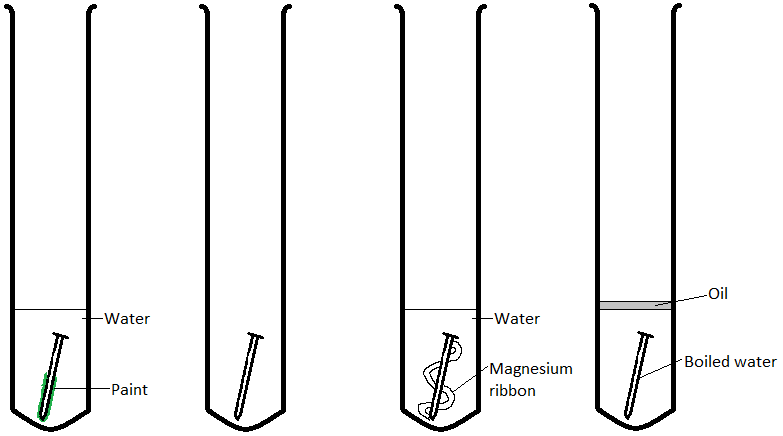 Water
Paint
Water
Magnesium
ribbon
Oil
Boiled water